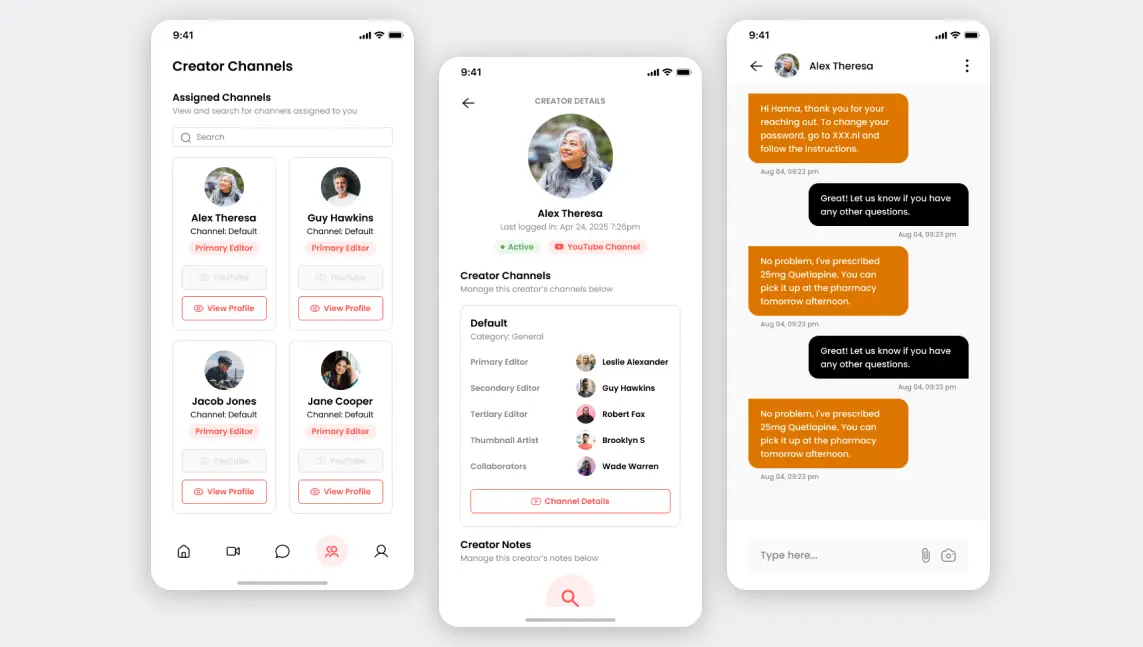 9:41
Creator Channels
Assigned Channels
View and search for channels assigned to you
Search
Alex Theresa
Channel: Default
Primary Editor
YouTube
View Profile
Guy Hawkins
Channel: Default
Primary Editor
YouTube
View Profile
Jacob Jones
Channel: Default
Primary Editor
YouTube
View Profile
Jane Cooper
Channel: Default
Primary Editor
YouTube
View Profile
9:41
CREATOR DETAILS
Alex Theresa
Last logged in: Apr 24, 2025 7:26pm
Active
YouTube Channel
Creator Channels
Manage this creator's channels below
Default
Category: General
Primary Editor Leslie Alexander
Secondary Editor Guy Hawkins
Tertiary Editor Robert Fox
Thumbnail Artist Brooklyn S
Collaborators Wade Warren
Channel Details
Creator Notes
Manage this creator's notes below
9:41
Alex Theresa
Hi Hanna, thank you for your
reaching out. To change your
password, go to XXX.nl and
follow the instructions.
Aug 04, 09:23 pm
Great! Let us know if you have
any other questions.
Aug 04, 09:23 pm
No problem, I've prescribed
25mg Quetiapine. You can
pick it up at the pharmacy
tomorrow afternoon.
Aug 04, 09:23 pm
Great! Let us know if you have
any other questions.
Aug 04, 09:23 pm
No problem, I've prescribed
25mg Quetiapine. You can
pick it up at the pharmacy
tomorrow afternoon.
Aug 04, 09:23 pm
Type here...